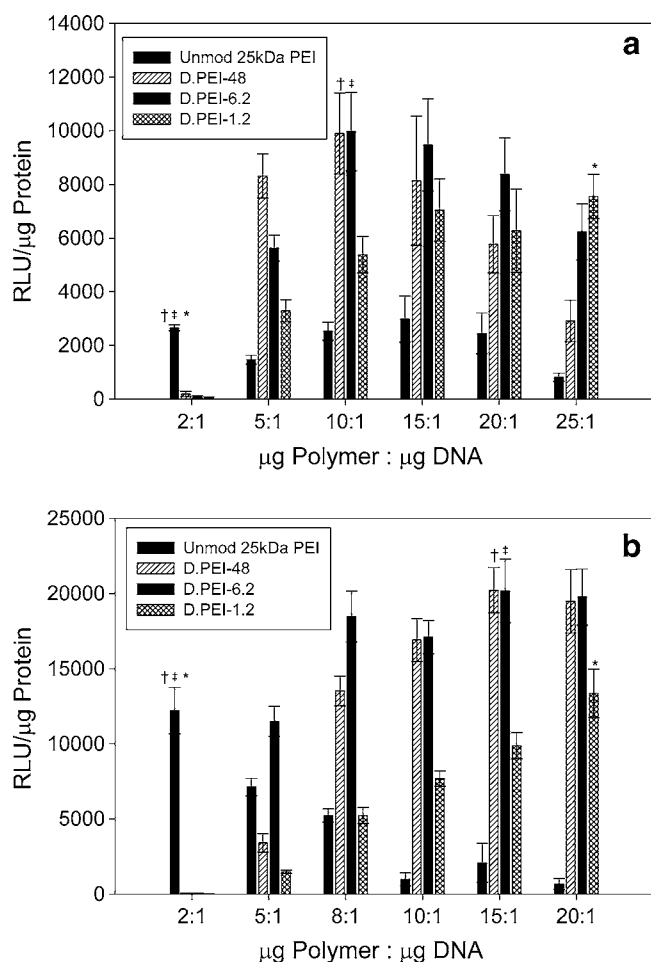 a
Unmod 25kDa PEI
D.PEI-48
D.PEI-6.2
D.PEI-1.2
14000
12000
10000
8000
6000
4000
2000
0
RLU/μg Protein
† ‡ *
† ‡
*
2:1 5:1 10:1 15:1 20:1 25:1
μg Polymer : μg DNA
b
Unmod 25kDa PEI
D.PEI-48
D.PEI-6.2
D.PEI-1.2
25000
20000
15000
10000
5000
0
RLU/μg Protein
† ‡ *
† ‡
*
2:1 5:1 8:1 10:1 15:1 20:1
μg Polymer : μg DNA